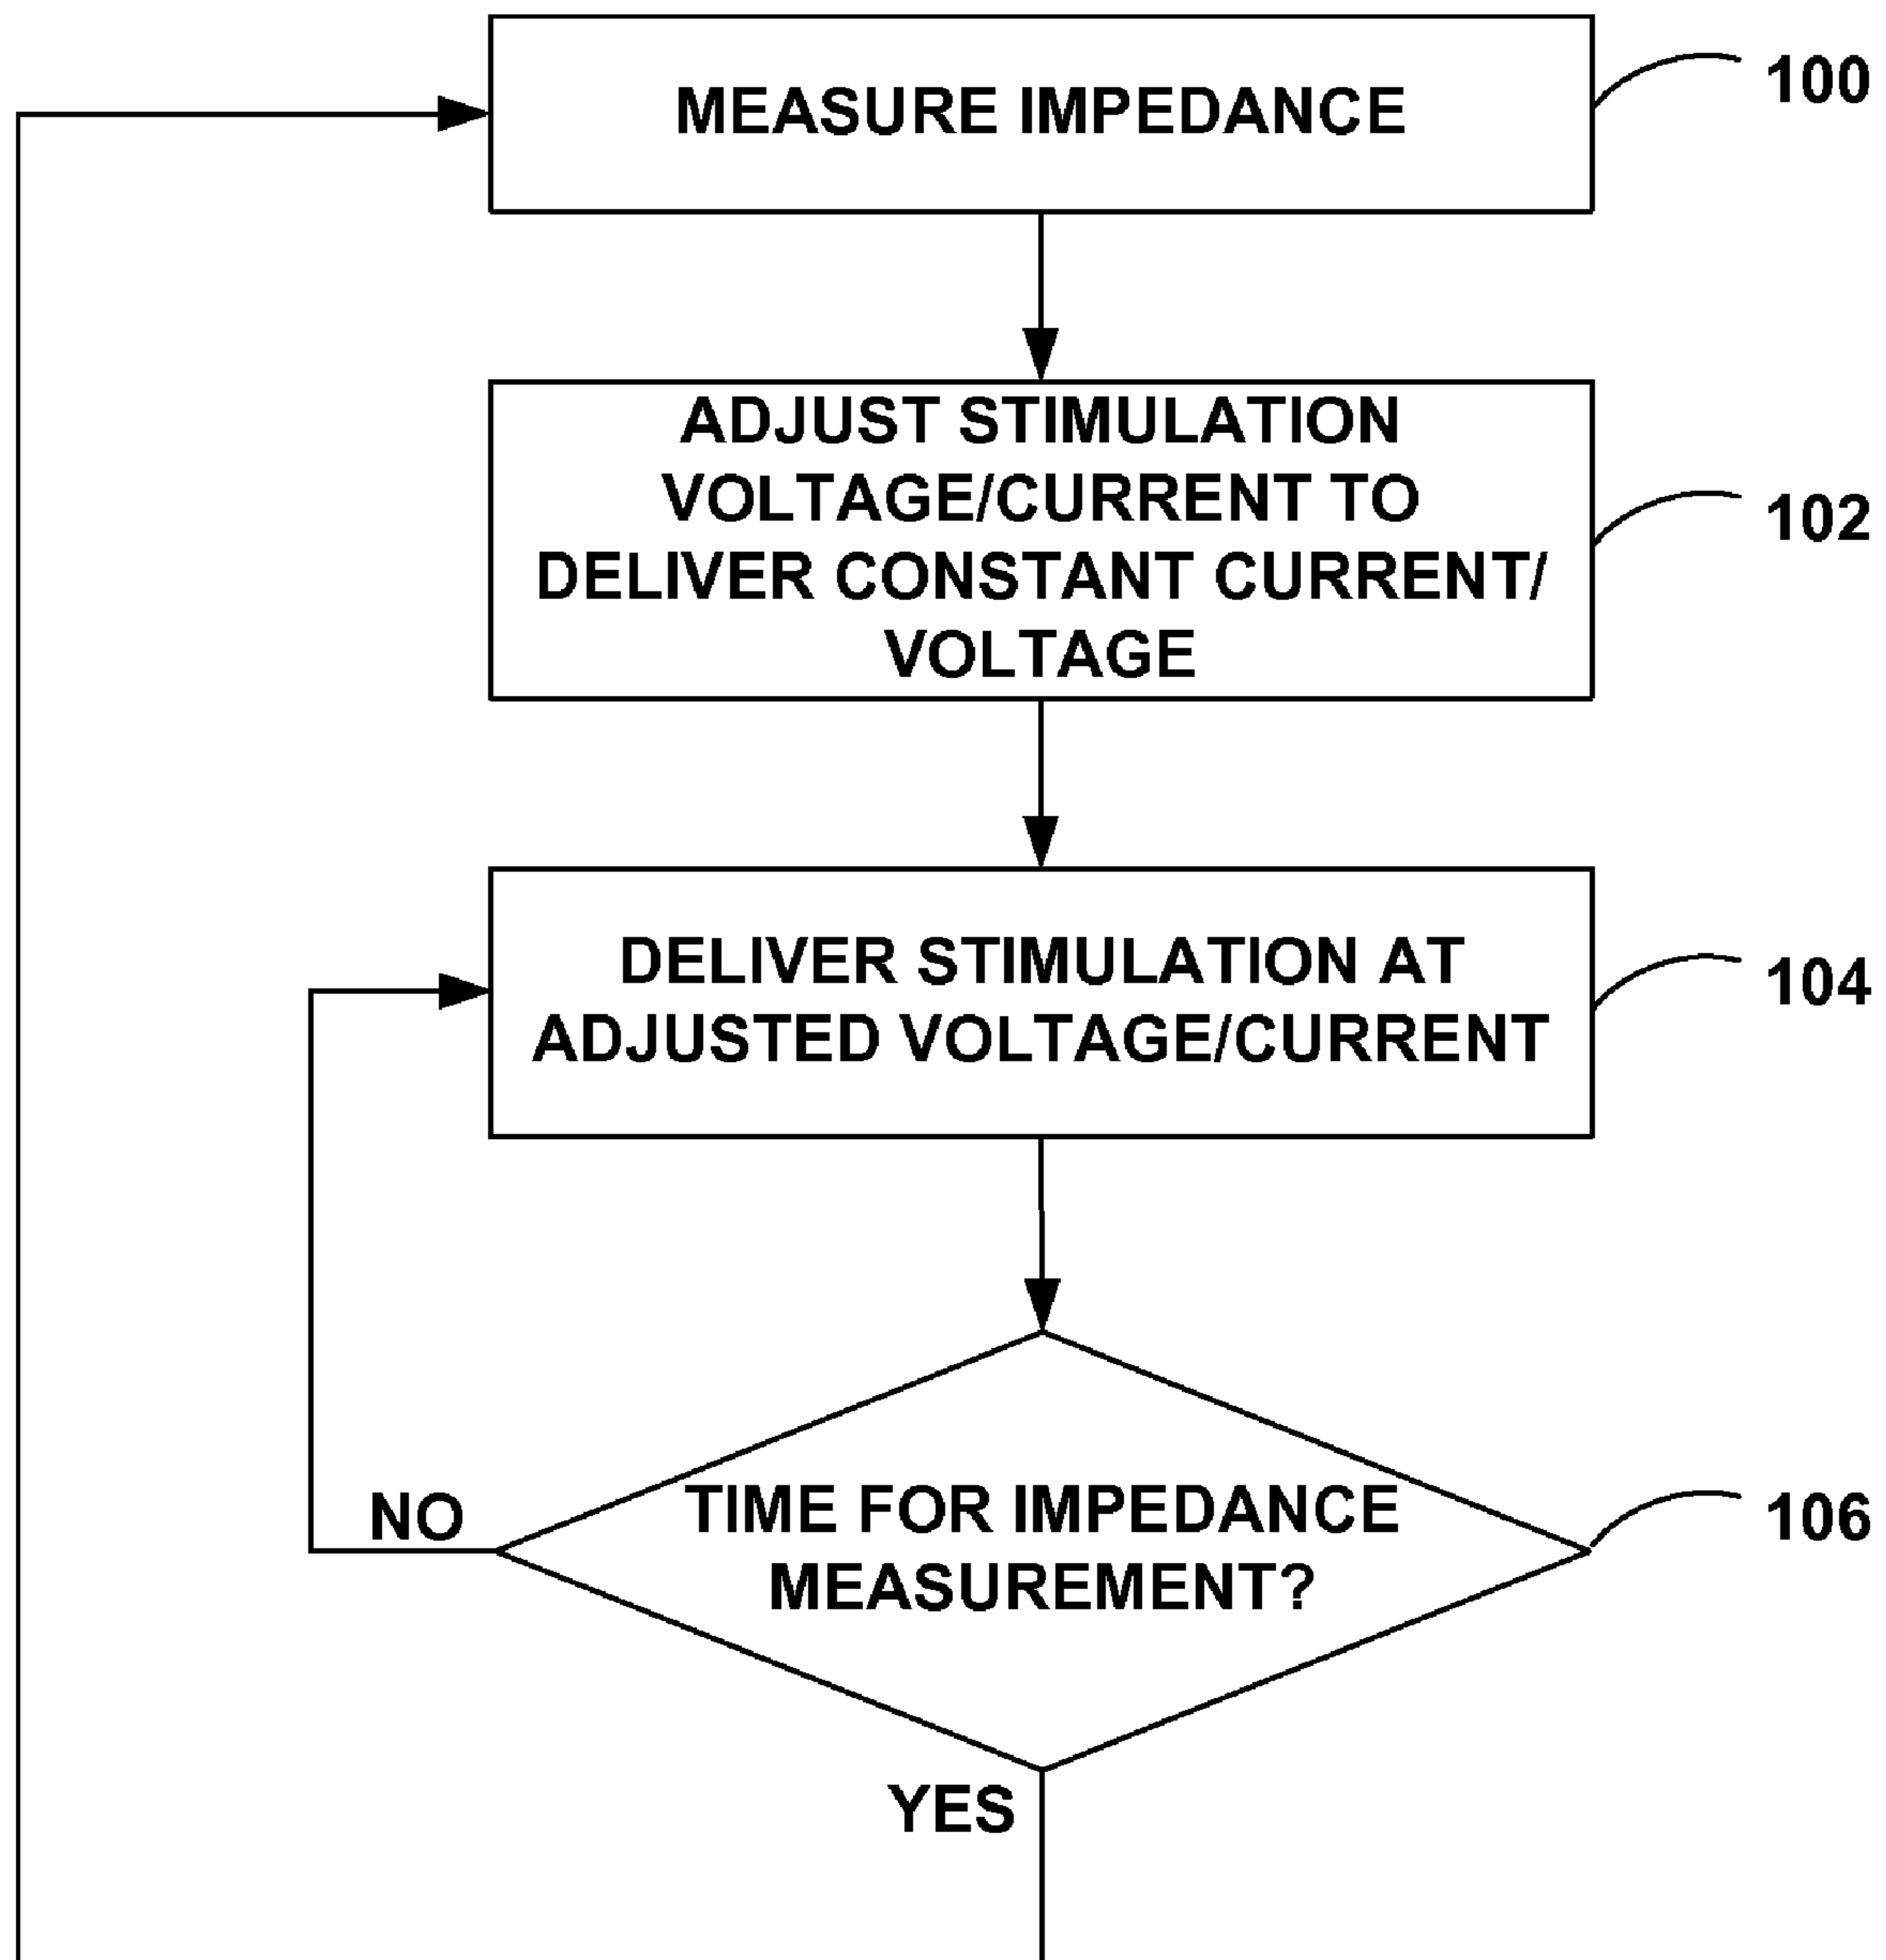 MEASURE IMPEDANCE
100
ADJUST STIMULATION
VOLTAGE/CURRENT TO
DELIVER CONSTANT CURRENT/
VOLTAGE
102
DELIVER STIMULATION AT
ADJUSTED VOLTAGE/CURRENT
104
NO
TIME FOR IMPEDANCE
MEASUREMENT?
106
YES